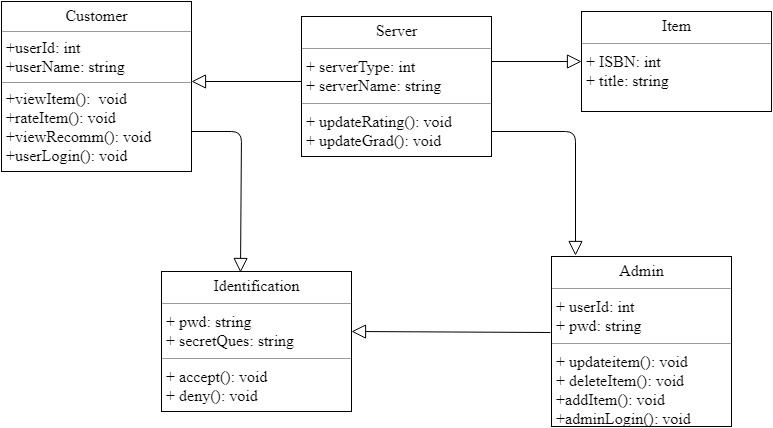 Customer
+userId: int
+userName: string
+viewItem():  void
+rateItem(): void
+viewRecomm(): void
+userLogin(): void
Server
+ serverType: int
+ serverName: string
+ updateRating(): void
+ updateGrad(): void
Item
+ ISBN: int
+ title: string
Identification
+ pwd: string
+ secretQues: string
+ accept(): void
+ deny(): void
Admin
+ userId: int
+ pwd: string
+ updateitem(): void
+ deleteItem(): void
+addItem(): void
+adminLogin(): void